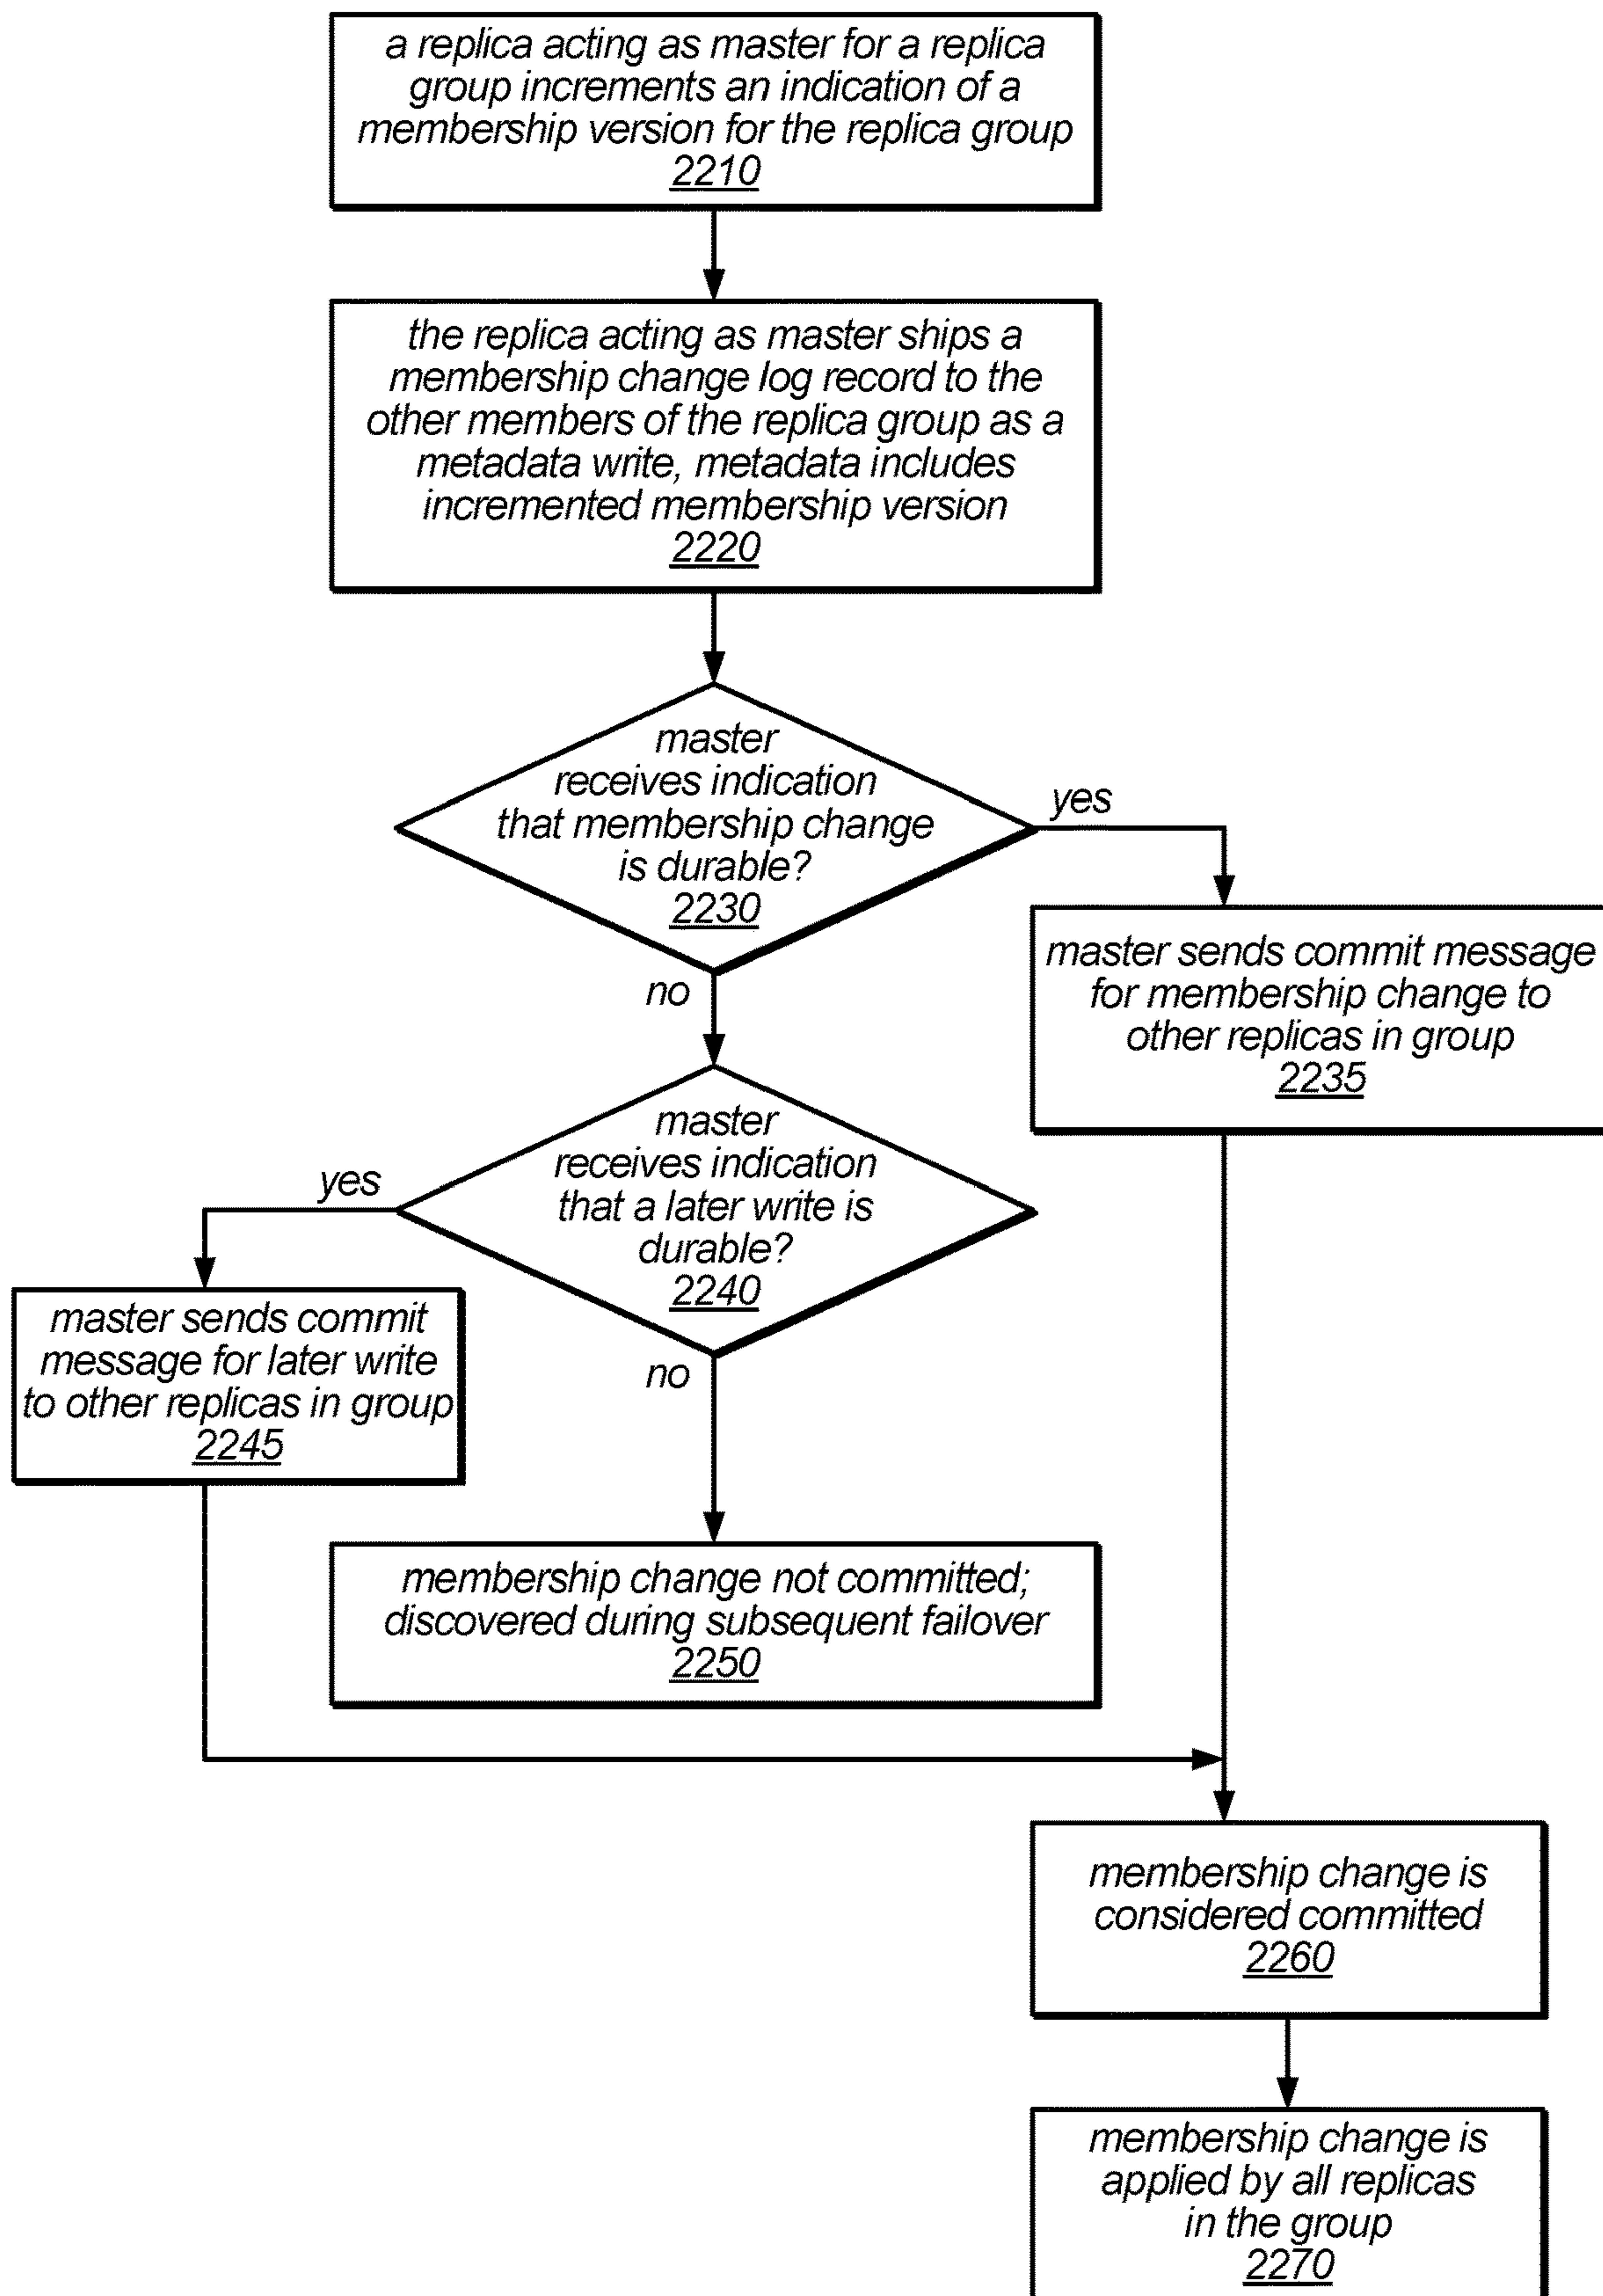 a replica acting as master for a replica
group increments an indication of a
membership version for the replica group
2210
the replica acting as master ships a
membership change log record to the
other members of the replica group as a
metadata write, metadata includes
incremented membership version
2220
master
receives indication
that membership change
is durable?
2230
yes
no
master sends commit message
for membership change to
other replicas in group
2235
master
receives indication
that a later write is
durable?
2240
yes
no
master sends commit
message for later write
to other replicas in group
2245
membership change not committed;
discovered during subsequent failover
2250
membership change is
considered committed
2260
membership change is
applied by all replicas
in the group
2270